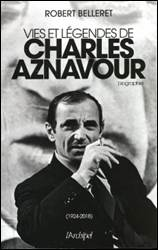 ROBERT BELLERET
VIES ET LÉGENDES DE
CHARLES
AZNAVOUR
biographie
(1924-2018)
l'Archipel